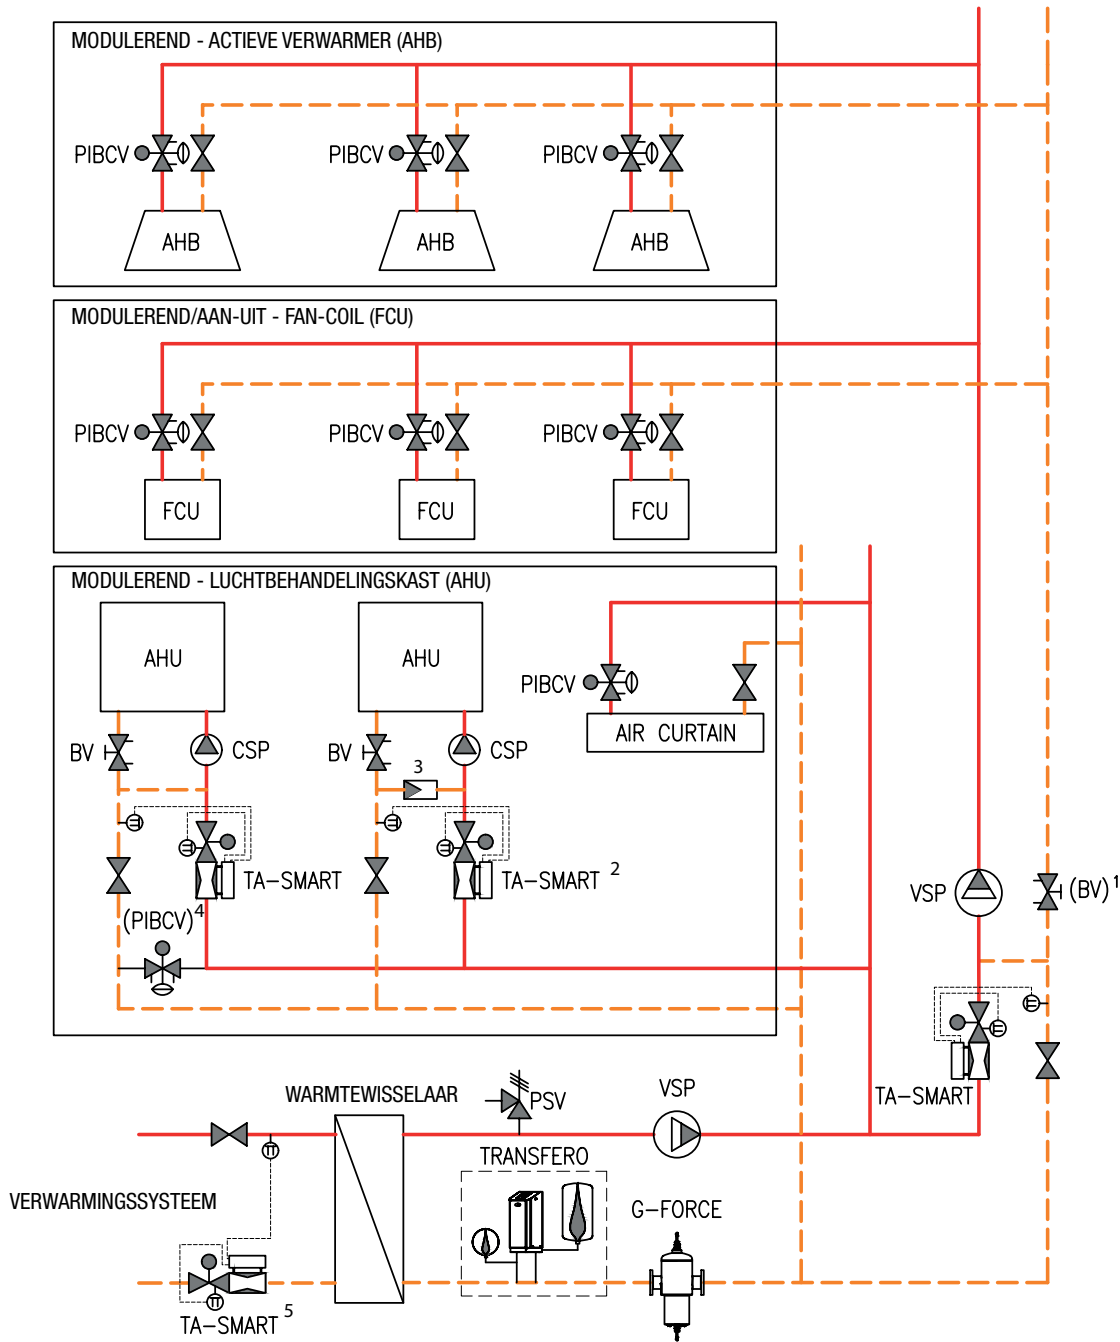 MODULEREND - ACTIEVE VERWARMER (AHB)
PIBCV PIBCV PIBCV
AHB AHB AHB
MODULEREND/AAN-UIT - FAN-COIL (FCU)
PIBCV PIBCV PIBCV
FCU FCU FCU
MODULEREND - LUCHTBEHANDELINGSKAST (AHU)
AHU AHU
PIBCV
AIR CURTAIN
BV CSP BV CSP
3
TA-SMART TA-SMART 2
(PIBCV) 4
VSP (BV) 1
TA-SMART
WARMTEWISSELAAR
PSV
VSP
TRANSFERO
VERWARMINGSSYSTEEM
G-FORCE
TA-SMART 5